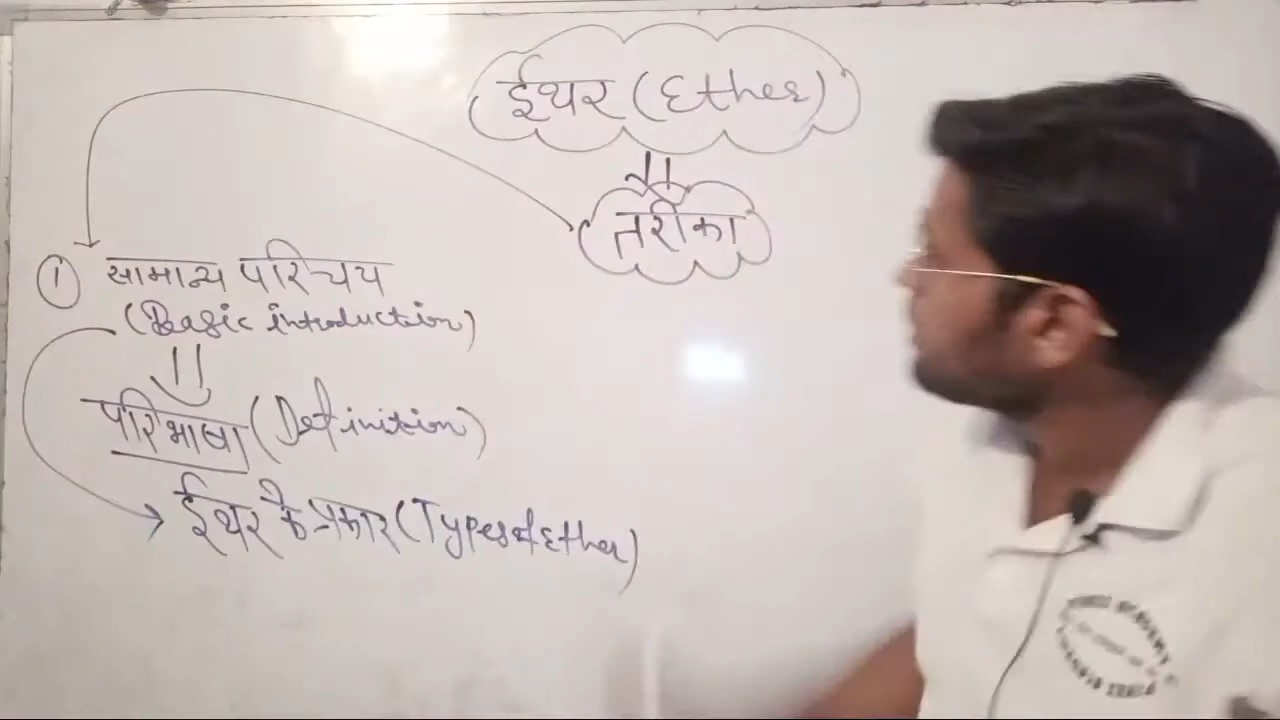 ईथर (Ether)
तरीका
① सामान्य परिचय
(Basic introduction)
परिभाषा (Definition)
ईथर के प्रकार (Types of Ether)